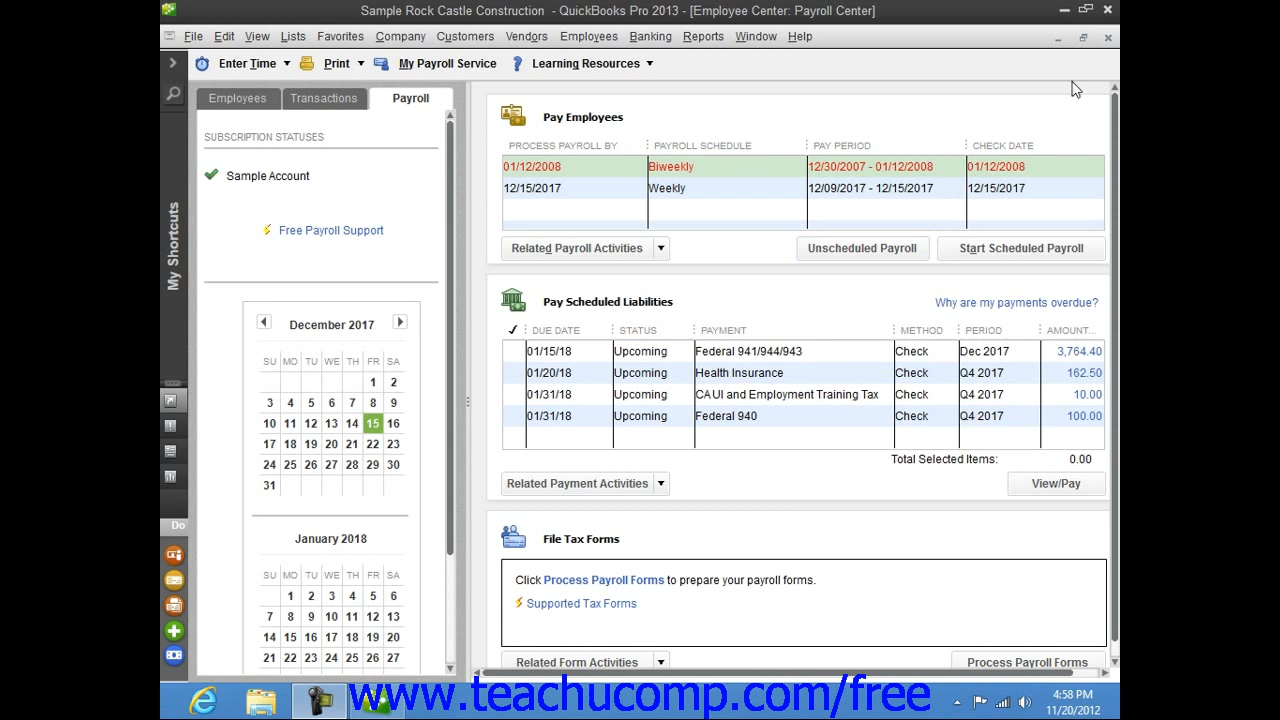 Sample Rock Castle Construction - QuickBooks Pro 2013 - [Employee Center: Payroll Center]
File Edit View Lists Favorites Company Customers Vendors Employees Banking Reports Window Help
Enter Time Print My Payroll Service ? Learning Resources
Employees Transactions Payroll
SUBSCRIPTION STATUSES
Sample Account
Free Payroll Support
December 2017
SU MO TU WE TH FR SA
1 2
3 4 5 6 7 8 9
10 11 12 13 14 15 16
17 18 19 20 21 22 23
24 25 26 27 28 29 30
31
January 2018
SU MO TU WE TH FR SA
1 2 3 4 5 6
7 8 9 10 11 12 13
14 15 16 17 18 19 20
21 22 23 24 25 26 27
My Shortcuts
Do
Pay Employees
PROCESS PAYROLL BY PAYROLL SCHEDULE PAY PERIOD CHECK DATE
01/12/2008 Biweekly 12/30/2007 - 01/12/2008 01/12/2008
12/15/2017 Weekly 12/09/2017 - 12/15/2017 12/15/2017
Related Payroll Activities Unscheduled Payroll Start Scheduled Payroll
Pay Scheduled Liabilities Why are my payments overdue?
✓ DUE DATE STATUS PAYMENT METHOD PERIOD AMOUNT...
01/15/18 Upcoming Federal 941/944/943 Check Dec 2017 3,764.40
01/20/18 Upcoming Health Insurance Check Q4 2017 162.50
01/31/18 Upcoming CA UI and Employment Training Tax Check Q4 2017 10.00
01/31/18 Upcoming Federal 940 Check Q4 2017 100.00
Total Selected Items: 0.00
Related Payment Activities View/Pay
File Tax Forms
Click Process Payroll Forms to prepare your payroll forms.
Supported Tax Forms
Related Form Activities Process Payroll Forms
www.teachucomp.com/free
4:58 PM
11/20/2012